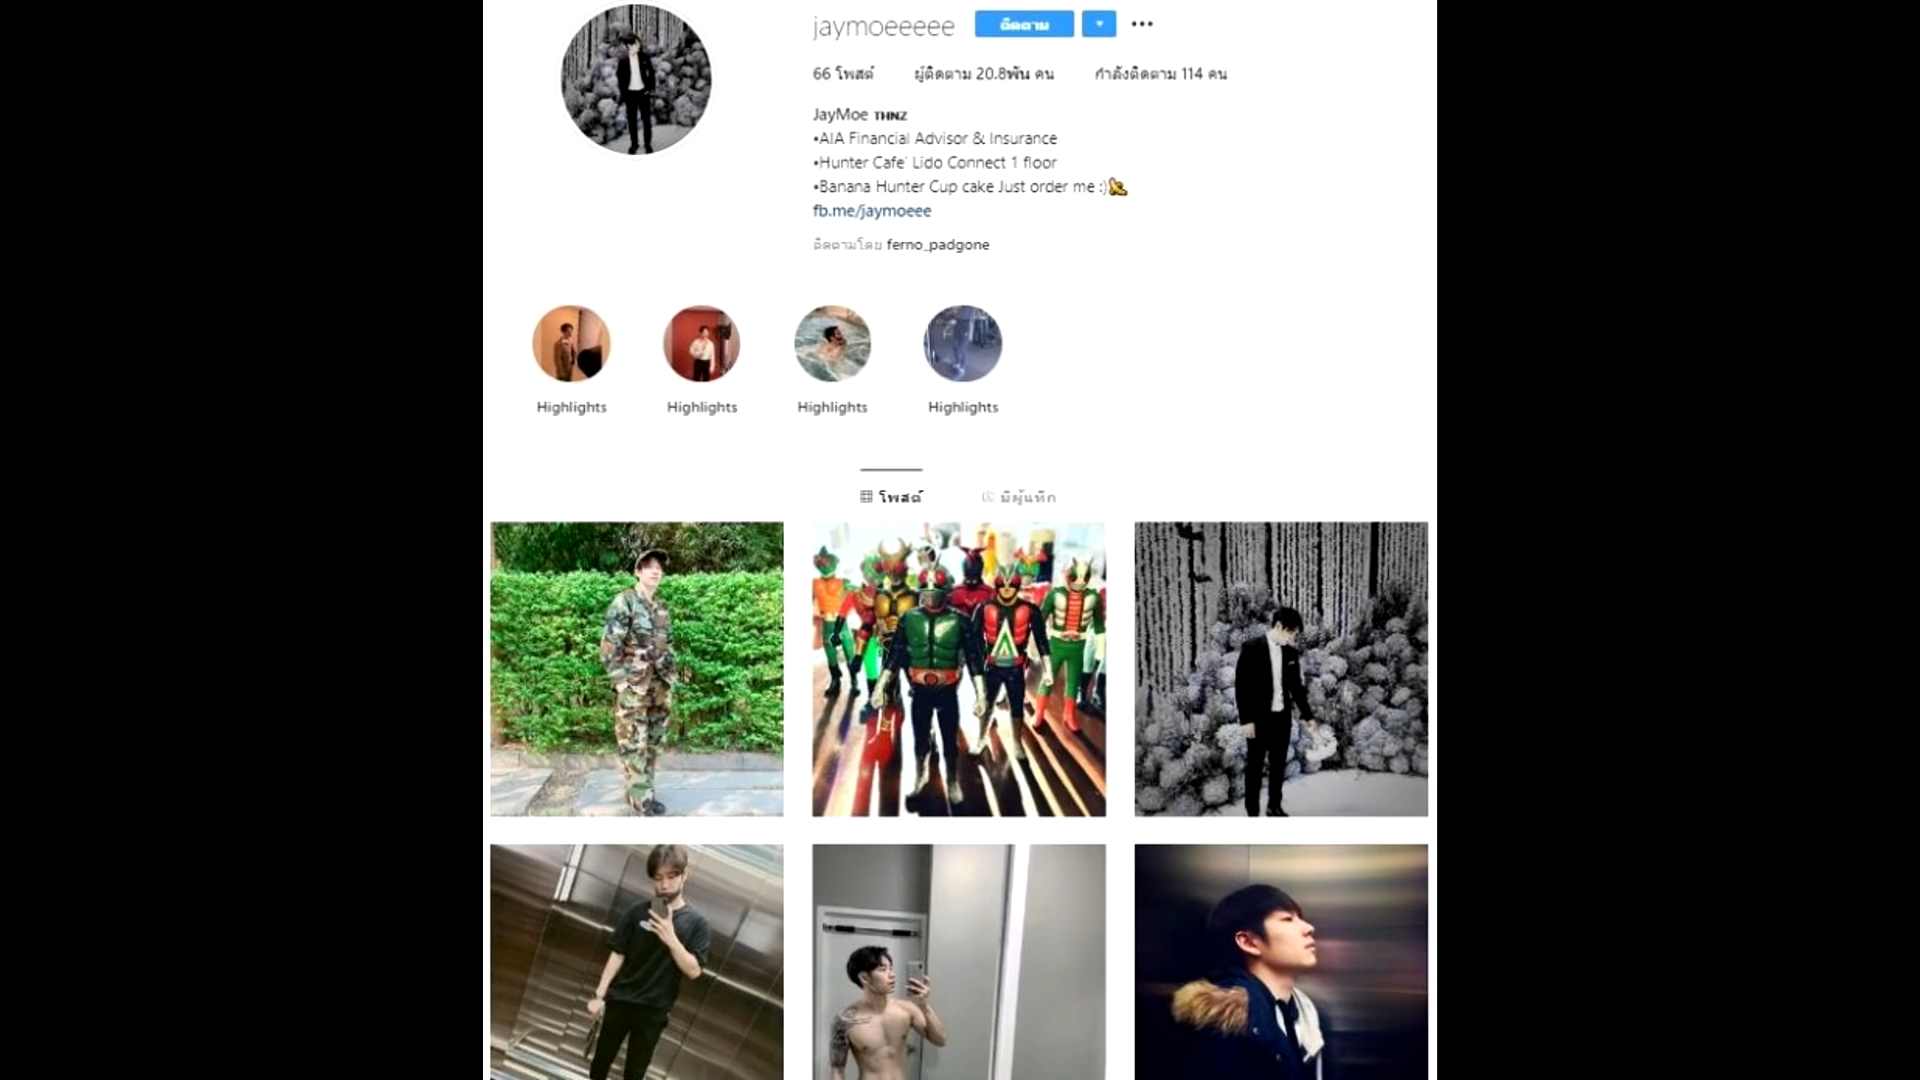 jaymoeeeee ติดตาม
66 โพสต์ ผู้ติดตาม 20.8พัน คน กำลังติดตาม 114 คน
JayMoe ᴛʜɴᴢ
•AIA Financial Advisor & Insurance
•Hunter Cafe' Lido Connect 1 floor
•Banana Hunter Cup cake Just order me :)🍌
fb.me/jaymoeee
ติดตามโดย ferno_padgone
Highlights Highlights Highlights Highlights
โพสต์ มีผู้แท็ก